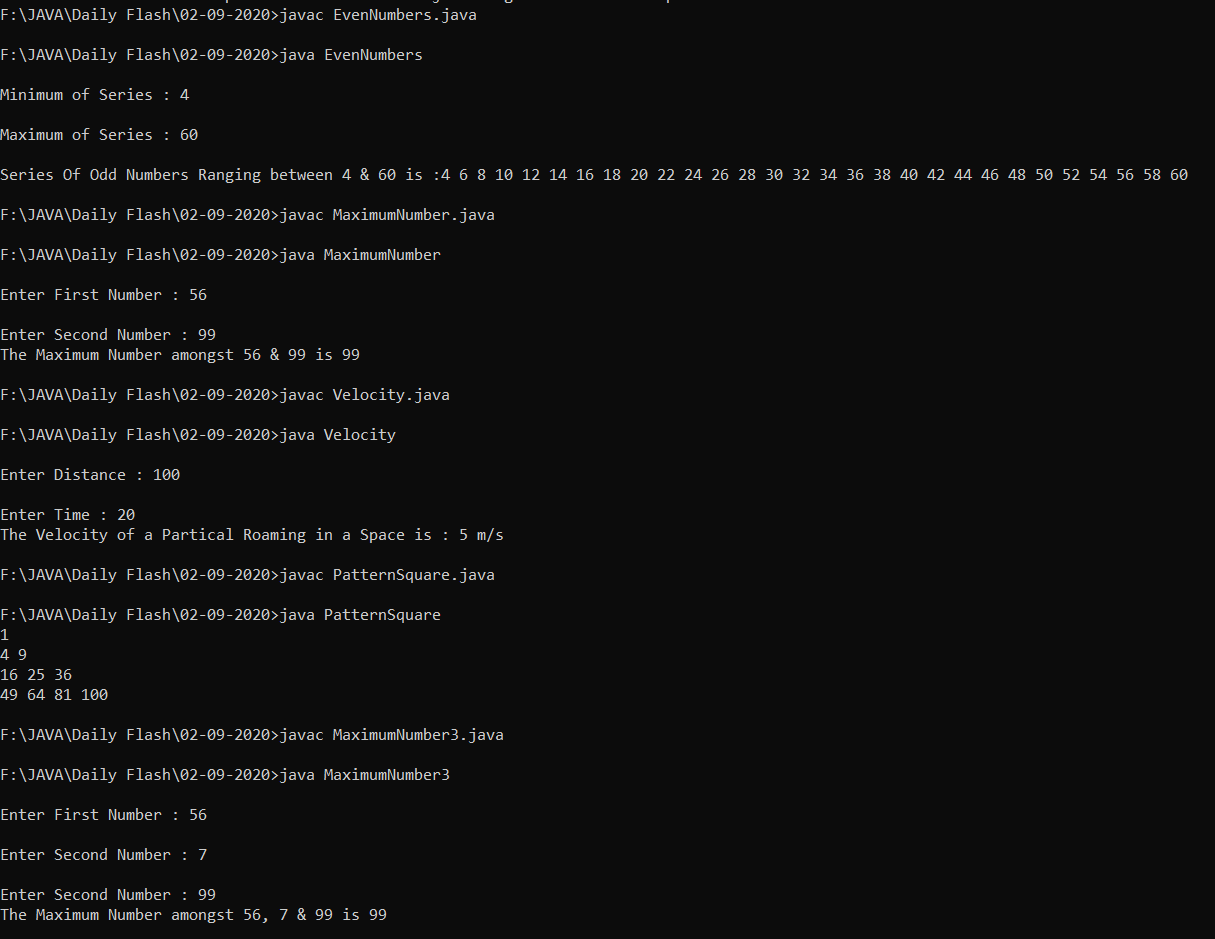 F:\JAVA\Daily Flash\02-09-2020>javac EvenNumbers.java
F:\JAVA\Daily Flash\02-09-2020>java EvenNumbers
Minimum of Series : 4
Maximum of Series : 60
Series Of Odd Numbers Ranging between 4 & 60 is :4 6 8 10 12 14 16 18 20 22 24 26 28 30 32 34 36 38 40 42 44 46 48 50 52 54 56 58 60
F:\JAVA\Daily Flash\02-09-2020>javac MaximumNumber.java
F:\JAVA\Daily Flash\02-09-2020>java MaximumNumber
Enter First Number : 56
Enter Second Number : 99
The Maximum Number amongst 56 & 99 is 99
F:\JAVA\Daily Flash\02-09-2020>javac Velocity.java
F:\JAVA\Daily Flash\02-09-2020>java Velocity
Enter Distance : 100
Enter Time : 20
The Velocity of a Partical Roaming in a Space is : 5 m/s
F:\JAVA\Daily Flash\02-09-2020>javac PatternSquare.java
F:\JAVA\Daily Flash\02-09-2020>java PatternSquare
1
4 9
16 25 36
49 64 81 100
F:\JAVA\Daily Flash\02-09-2020>javac MaximumNumber3.java
F:\JAVA\Daily Flash\02-09-2020>java MaximumNumber3
Enter First Number : 56
Enter Second Number : 7
Enter Second Number : 99
The Maximum Number amongst 56, 7 & 99 is 99